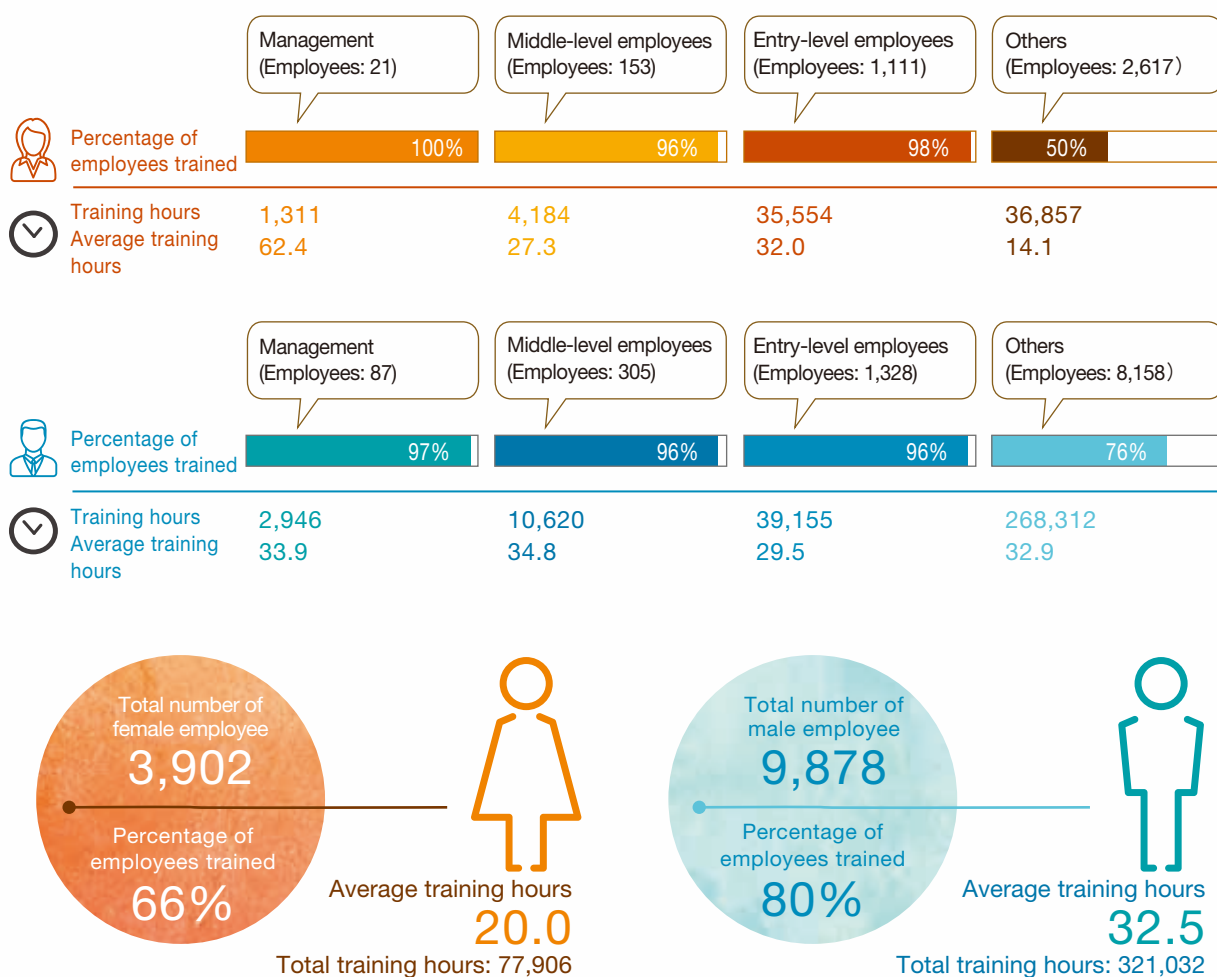 Management
(Employees: 21)
Middle-level employees
(Employees: 153)
Entry-level employees
(Employees: 1,111)
Others
(Employees: 2,617）
Percentage of
employees trained
100%
96%
98%
50%
Training hours
1,311
4,184
35,554
36,857
Average training
hours
62.4
27.3
32.0
14.1
Management
(Employees: 87)
Middle-level employees
(Employees: 305)
Entry-level employees
(Employees: 1,328)
Others
(Employees: 8,158）
Percentage of
employees trained
97%
96%
96%
76%
Training hours
2,946
10,620
39,155
268,312
Average training
hours
33.9
34.8
29.5
32.9
Total number of
female employee
3,902
Percentage of
employees trained
66%
Average training hours
20.0
Total training hours: 77,906
Total number of
male employee
9,878
Percentage of
employees trained
80%
Average training hours
32.5
Total training hours: 321,032